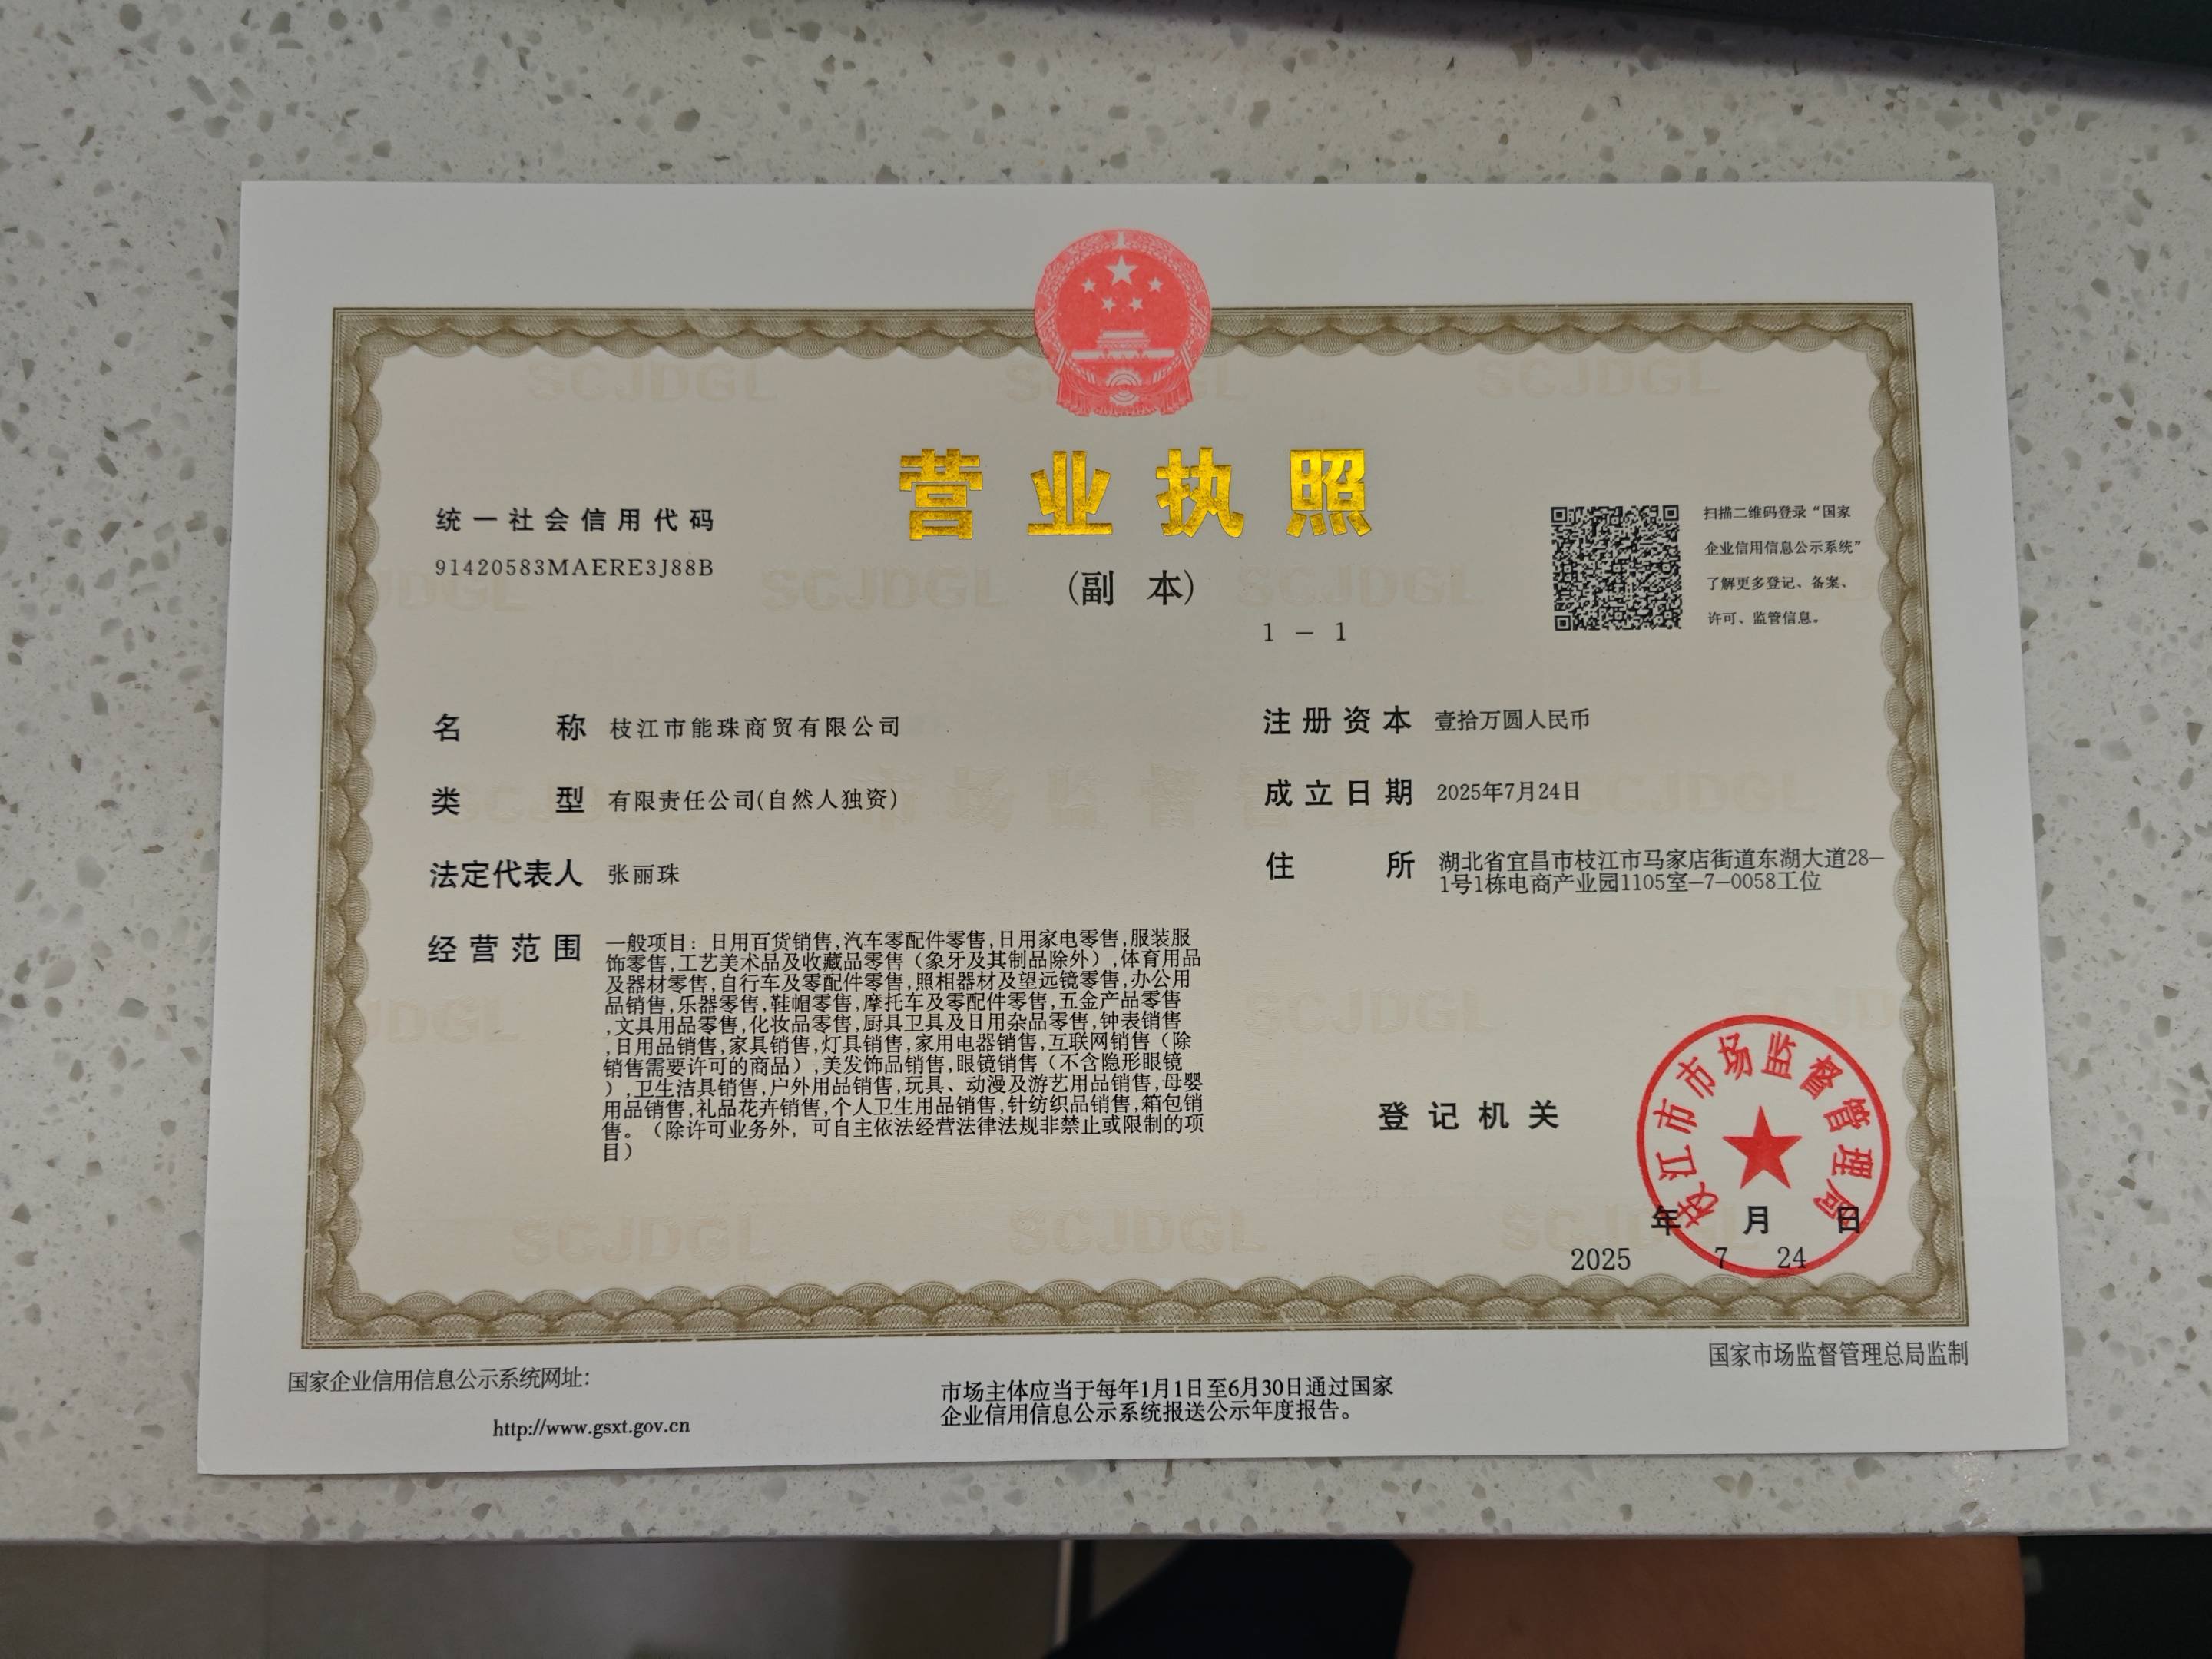 营业执照
(副 本)
1－1
统一社会信用代码
91420583MAERE3J88B
扫描二维码登录“国家
企业信用信息公示系统”
了解更多登记、备案、
许可、监管信息。
名 称 枝江市能珠商贸有限公司
类 型 有限责任公司(自然人独资)
法定代表人 张丽珠
经营范围 一般项目：日用百货销售,汽车零配件零售,日用家电零售,服装服
饰零售,工艺美术品及收藏品零售（象牙及其制品除外）,体育用品
及器材零售,自行车及零配件零售,照相器材及望远镜零售,办公用
品销售,乐器零售,鞋帽零售,摩托车及零配件零售,五金产品零售
,文具用品零售,化妆品零售,厨具卫具及日用杂品零售,钟表销售
,日用品销售,家具销售,灯具销售,家用电器销售,互联网销售（除
销售需要许可的商品）,美发饰品销售,眼镜销售（不含隐形眼镜
）,卫生洁具销售,户外用品销售,玩具、动漫及游艺用品销售,母婴
用品销售,礼品花卉销售,个人卫生用品销售,针纺织品销售,箱包销
售。（除许可业务外，可自主依法经营法律法规非禁止或限制的项
目）
注册资本 壹拾万圆人民币
成立日期 2025年7月24日
住 所 湖北省宜昌市枝江市马家店街道东湖大道28—
1号1栋电商产业园1105室—7—0058工位
登记机关
枝江市市场监督管理局
年 月 日
2025 7 24
国家企业信用信息公示系统网址：
http://www.gsxt.gov.cn
市场主体应当于每年1月1日至6月30日通过国家
企业信用信息公示系统报送公示年度报告。
国家市场监督管理总局监制
SCJDGL
市场监督管理